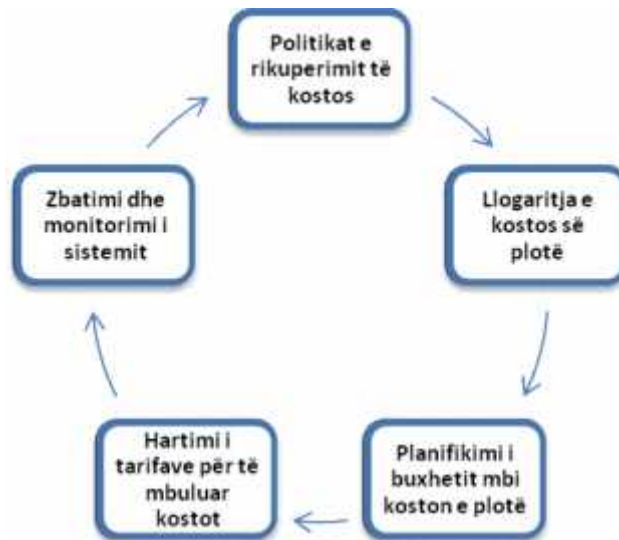 Politikat e
rikuperimit të
kostos
Llogaritja e
kostos së
plotë
Planifikimi i
buxhetit mbi
koston e plotë
Hartimi i
tarifave për të
mbuluar
kostot
Zbatimi dhe
monitorimi i
sistemit